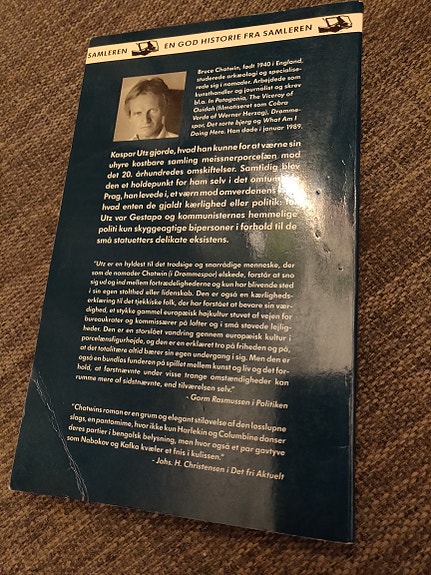 SAMLEREN EN GOD HISTORIE FRA SAMLEREN
Bruce Chatwin, født 1940 i England,
studerede arkæologi og specialise-
rede sig i nomader. Arbejdede som
kunsthandler og journalist og skrev
bl.a. In Patagonia, The Viceroy of
Ouidah (filmatiseret som Cobra
Verde af Werner Herzog), Drømme-
spor, Det sorte bjerg og What Am I
Doing Here. Han døde i januar 1989.
Kaspar Utz gjorde, hvad han kunne for at værne sin
uhyre kostbare samling meissnerporcelæn mod
det 20. århundredes omskiftelser. Samtidig blev
den et holdepunkt for ham selv i det omtumlede
Prag, han levede i, et værn mod omverdenens krav,
hvad enten de gjaldt kærlighed eller politik: for
Utz var Gestapo og kommunisternes hemmelige
politi kun skyggeagtige bipersoner i forhold til de
små statuetters delikate eksistens.
"Utz er en hyldest til det trodsige og snarrådige menneske, der
som de nomader Chatwin (i Drømmespor) elskede, forstår at sno
sig ud og ind mellem fortrædelighederne og kun har blivende sted
i sin egen stolthed eller lidenskab. Den er også en kærligheds-
erklæring til det tjekkiske folk, der har forstået at bevare sin vær-
dighed, et stykke gammel europæisk højkultur stuvet af vejen for
bureaukrater og kommissærer på lofter og i små støvede lejlig-
heder. Den er en storslået vandring gennem europæisk kultur i
porcelænsfigurhøjde, og den er en erklæret tro på friheden og på,
at det totalitære altid bærer sin egen undergang i sig. Men den er
også en bundløs funderen på spillet mellem kunst og liv og det for-
hold, at førstnævnte under visse trange omstændigheder kan
rumme mere af sidstnævnte, end tilværelsen selv."
- Gorm Rasmussen i Politiken
"Chatwins roman er en grum og elegant stiløvelse af den løsslupne
slags, en pantomime, hvor ikke kun Harlekin og Columbine danser
deres partier i bengalsk belysning, men hvor også et par gavtyve
som Nabokov og Kafka kvæler et fnis i kulissen."
- Johs. H. Christensen i Det fri Aktuelt